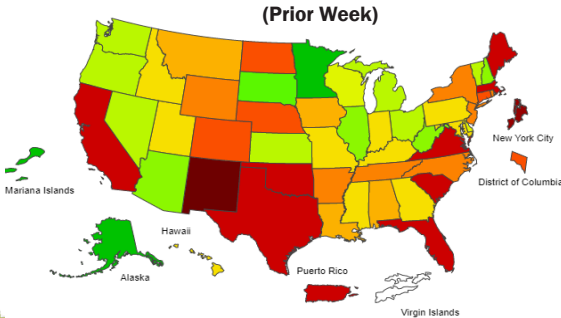 (Prior Week)
New York City
Mariana Islands
District of Columbia
Hawaii
Alaska
Puerto Rico
Virgin Islands